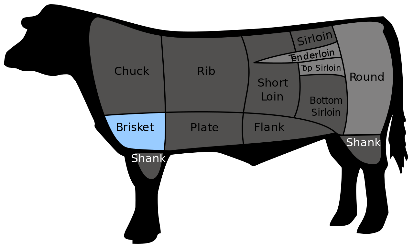 Sirloin
Tenderloin
Top Sirloin
Chuck
Rib
Short
Loin
Round
Bottom
Sirloin
Brisket
Plate
Flank
Shank
Shank